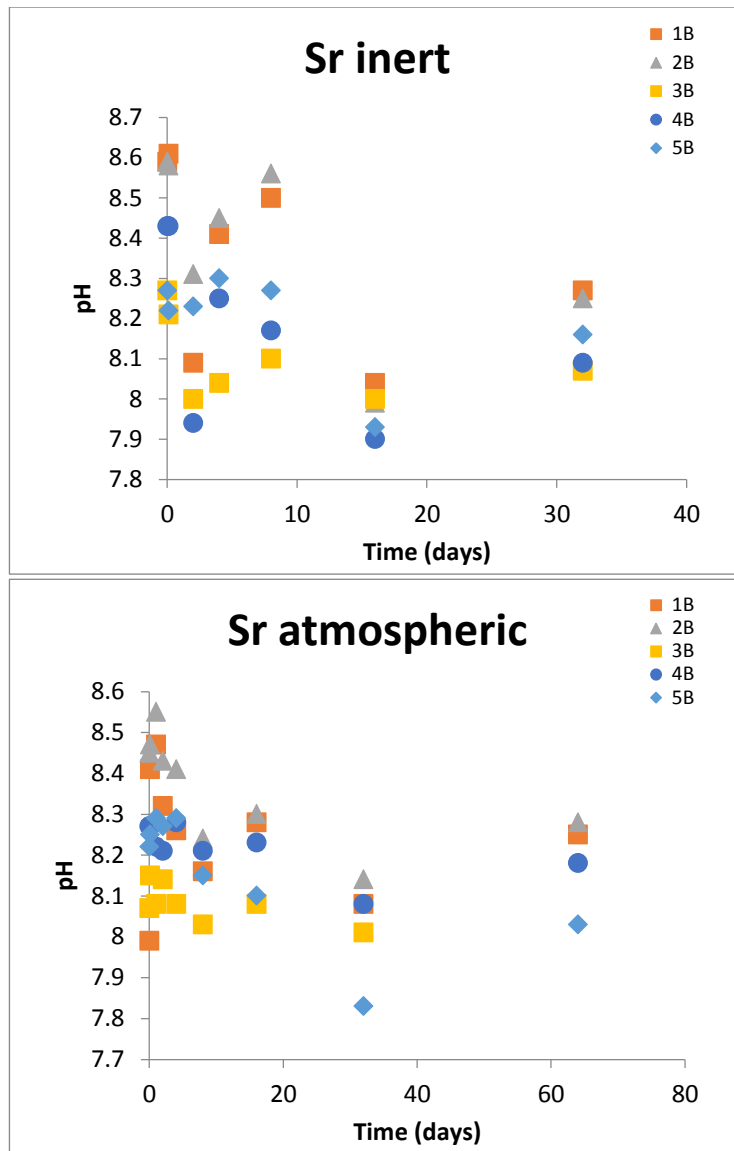 Sr inert
1B
2B
3B
4B
5B
8.7
8.6
8.5
8.4
8.3
8.2
8.1
8
7.9
7.8
pH
0 10 20 30 40
Time (days)
Sr atmospheric
1B
2B
3B
4B
5B
8.6
8.5
8.4
8.3
8.2
8.1
8
7.9
7.8
7.7
pH
0 20 40 60 80
Time (days)